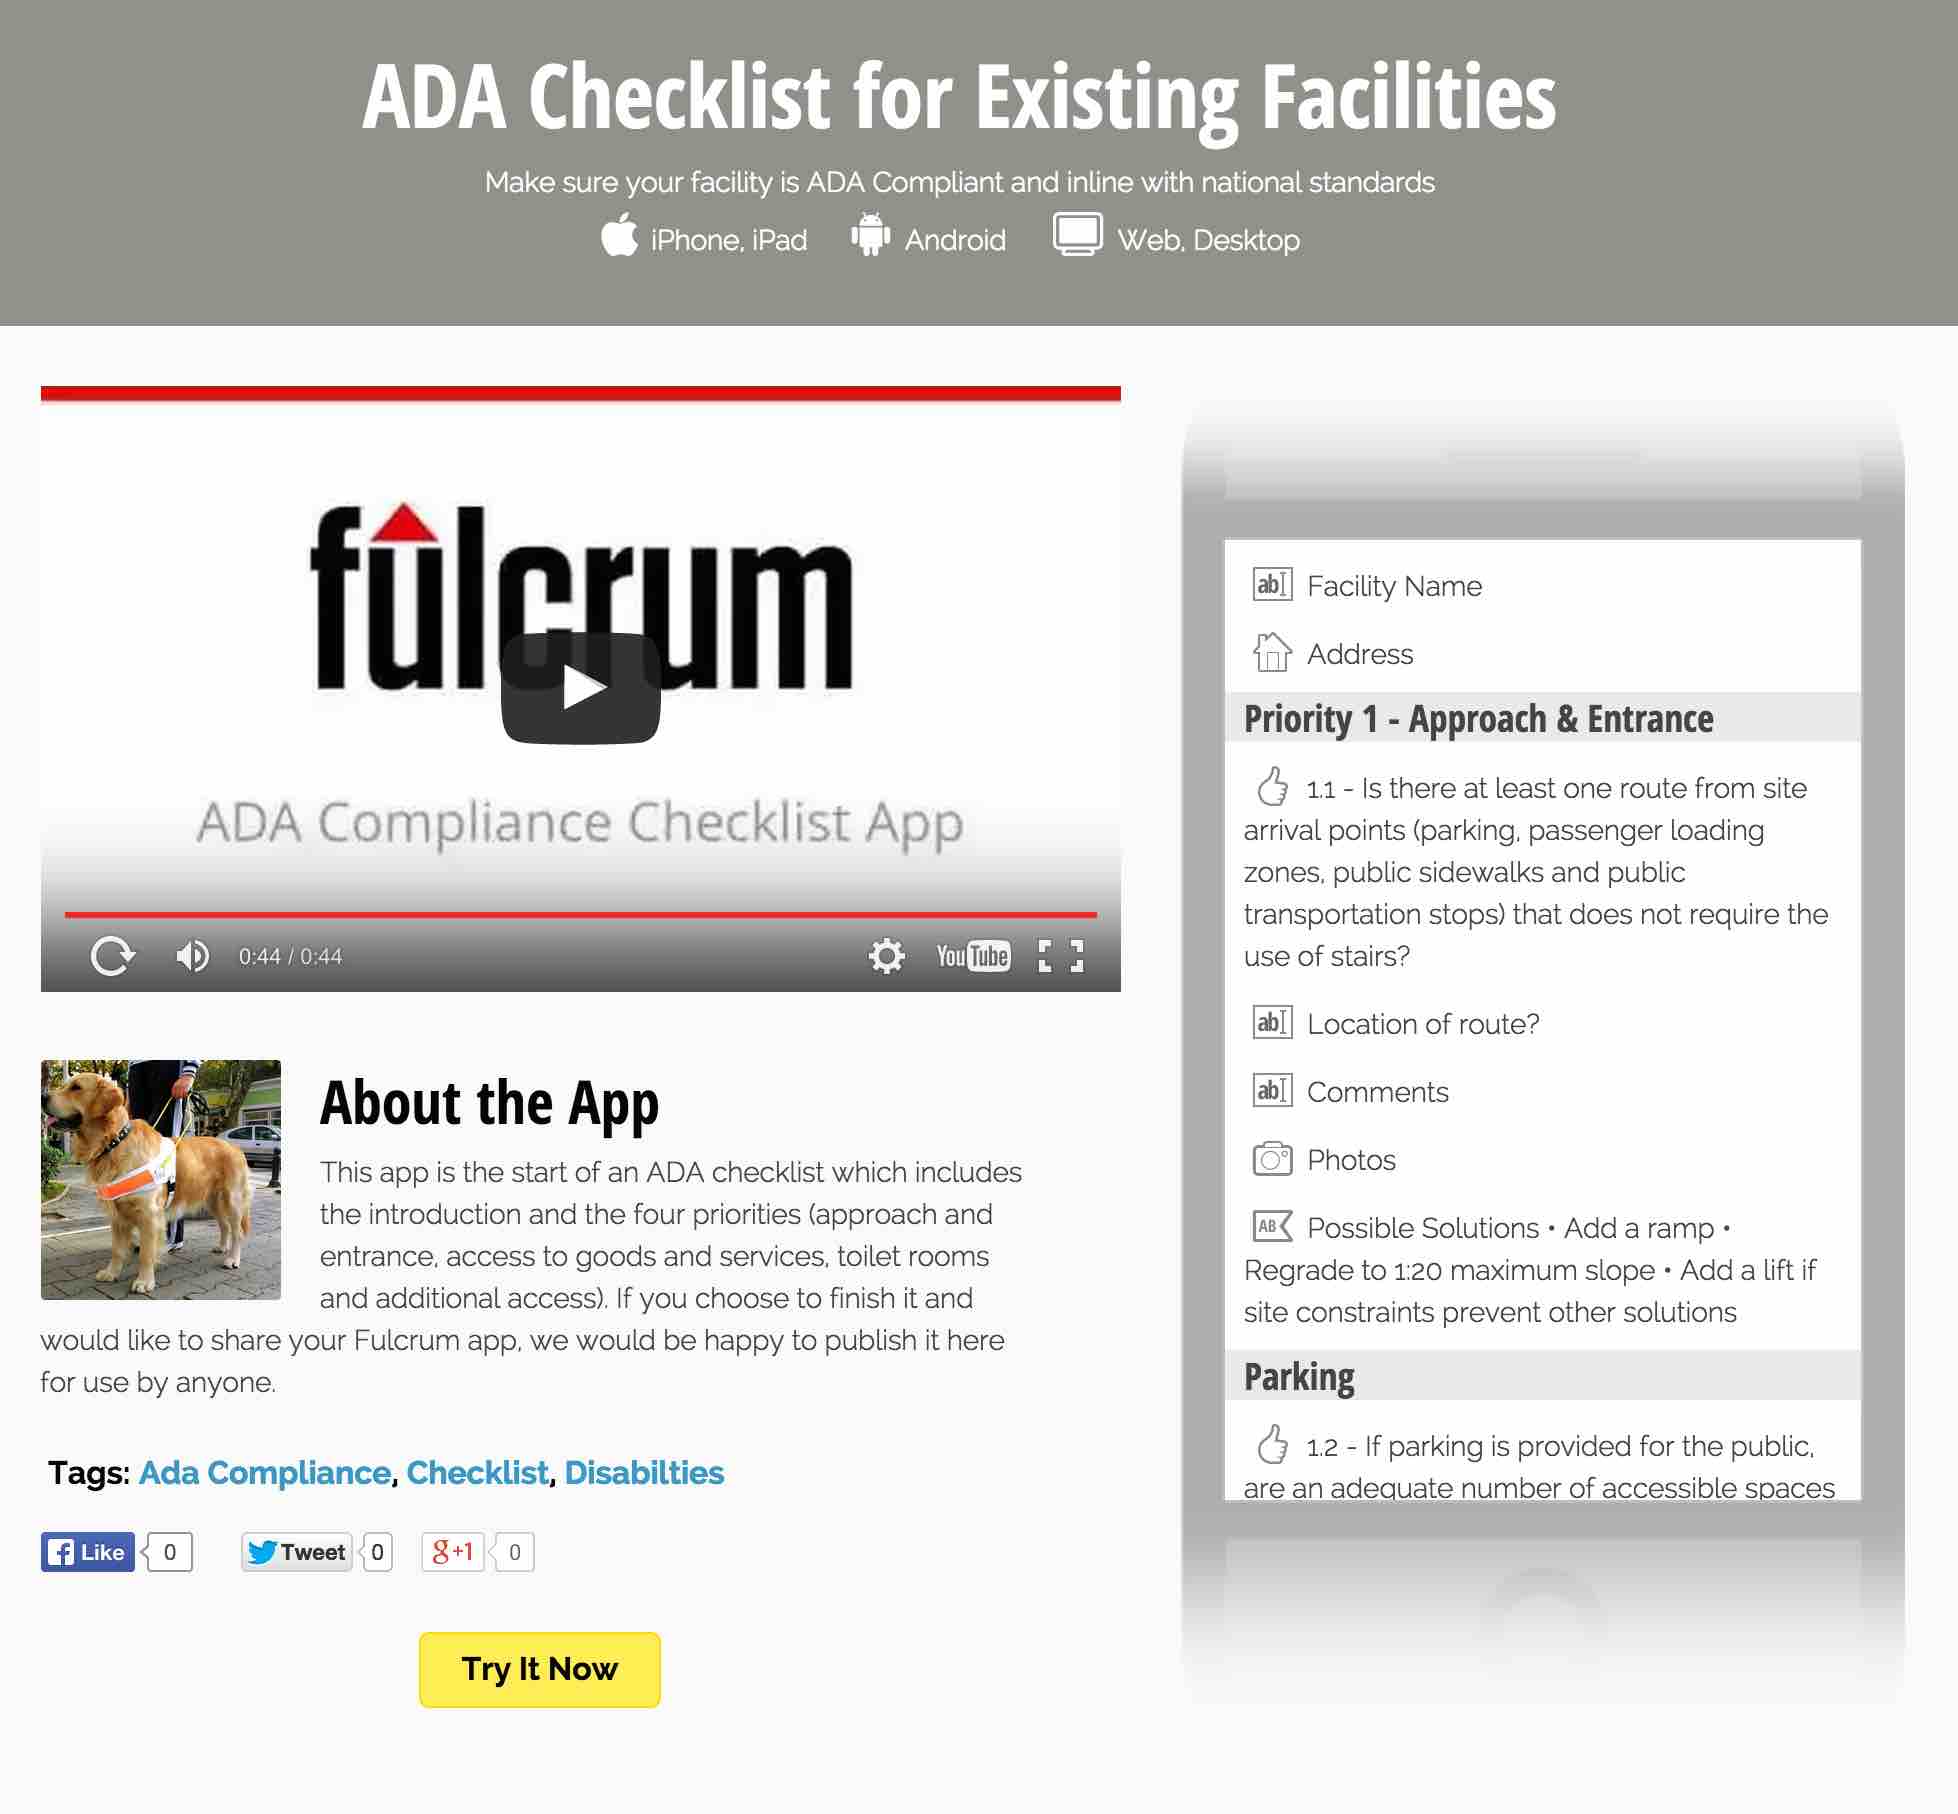 ADA Checklist for Existing Facilities
Make sure your facility is ADA Compliant and inline with national standards
iPhone, iPad Android Web, Desktop
fulcrum
ADA Compliance Checklist App
0:44 / 0:44 YouTube
About the App
This app is the start of an ADA checklist which includes
the introduction and the four priorities (approach and
entrance, access to goods and services, toilet rooms
and additional access). If you choose to finish it and
would like to share your Fulcrum app, we would be happy to publish it here
for use by anyone.
Tags: Ada Compliance, Checklist, Disabilties
Like 0 Tweet 0 g+1 0
Try It Now
ab Facility Name
Address
Priority 1 - Approach & Entrance
1.1 - Is there at least one route from site
arrival points (parking, passenger loading
zones, public sidewalks and public
transportation stops) that does not require the
use of stairs?
ab Location of route?
ab Comments
Photos
AB Possible Solutions • Add a ramp •
Regrade to 1:20 maximum slope • Add a lift if
site constraints prevent other solutions
Parking
1.2 - If parking is provided for the public,
are an adequate number of accessible spaces